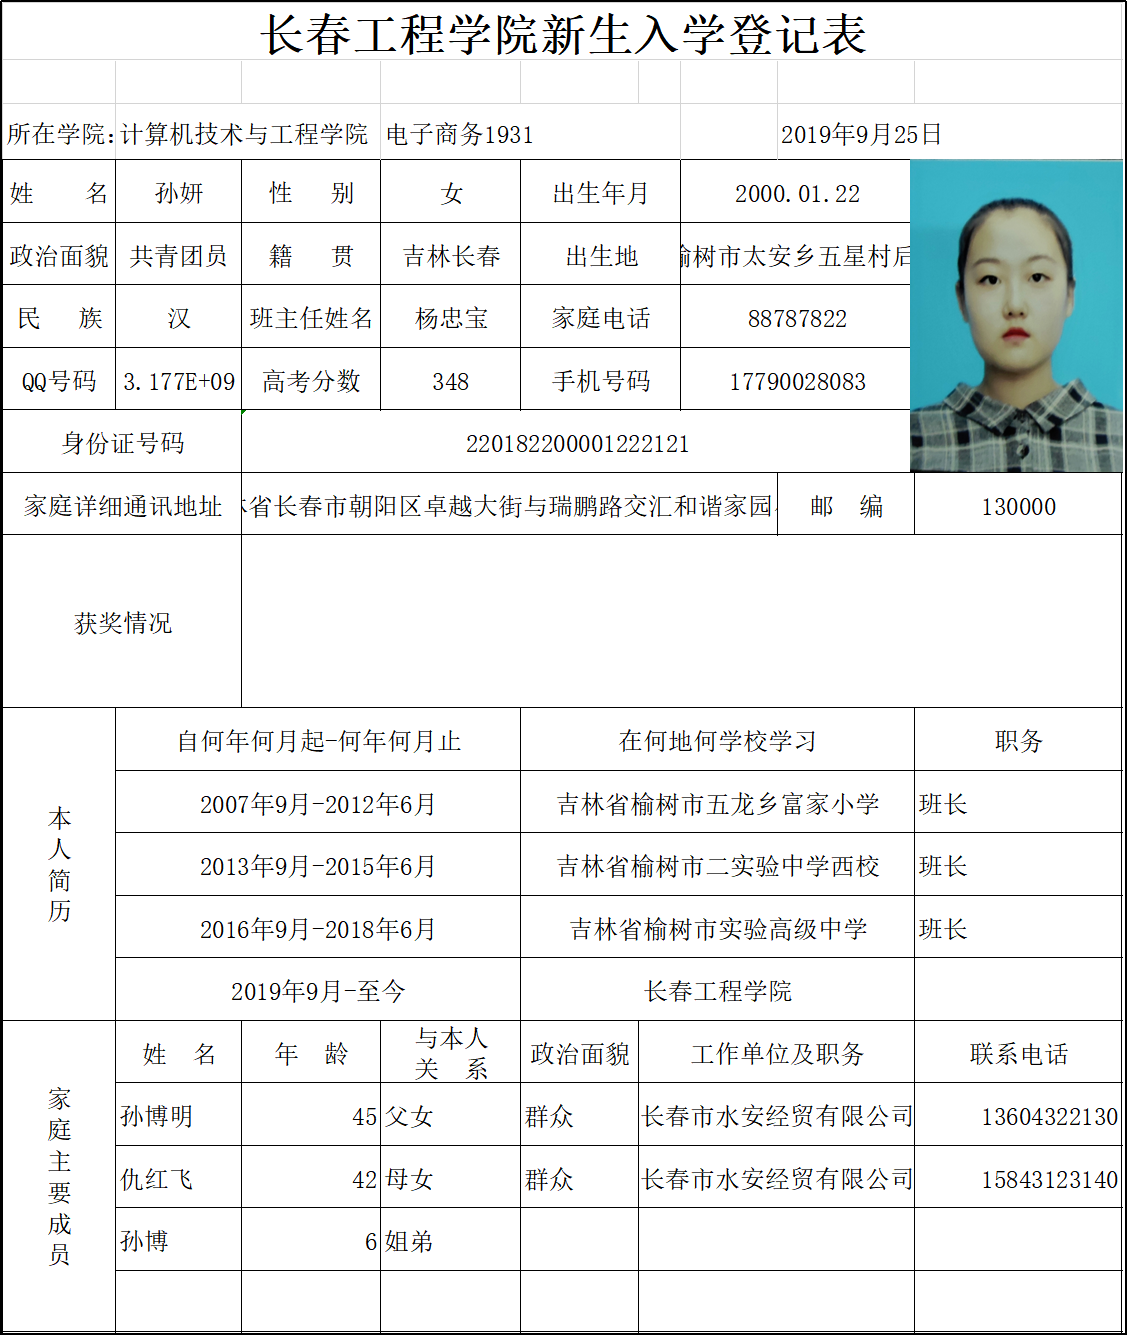 长春工程学院新生入学登记表
所在学院：计算机技术与工程学院 电子商务1931 2019年9月25日
姓 名 孙妍 性 别 女 出生年月 2000.01.22
政治面貌 共青团员 籍 贯 吉林长春 出生地 榆树市太安乡五星村后
民 族 汉 班主任姓名 杨忠宝 家庭电话 88787822
QQ号码 3.177E+09 高考分数 348 手机号码 17790028083
身份证号码 220182200001222121
家庭详细通讯地址 省长春市朝阳区卓越大街与瑞鹏路交汇和谐家园 邮 编 130000
获奖情况
本人简历
自何年何月起-何年何月止 在何地何学校学习 职务
2007年9月-2012年6月 吉林省榆树市五龙乡富家小学 班长
2013年9月-2015年6月 吉林省榆树市二实验中学西校 班长
2016年9月-2018年6月 吉林省榆树市实验高级中学 班长
2019年9月-至今 长春工程学院
家庭主要成员
姓 名 年 龄 与本人关 系 政治面貌 工作单位及职务 联系电话
孙博明 45 父女 群众 长春市水安经贸有限公司 13604322130
仇红飞 42 母女 群众 长春市水安经贸有限公司 15843123140
孙博 6 姐弟